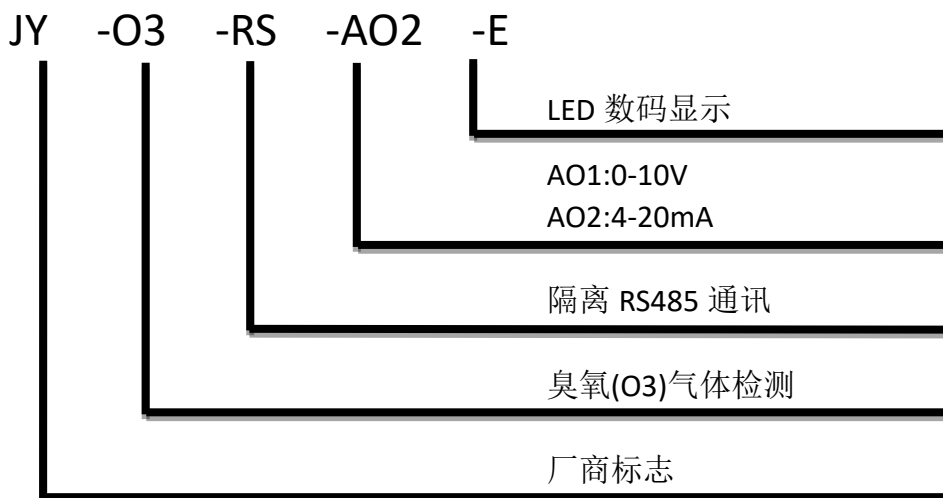 JY -O3 -RS -AO2 -E
LED 数码显示
AO1:0-10V
AO2:4-20mA
隔离 RS485 通讯
臭氧(O3)气体检测
厂商标志